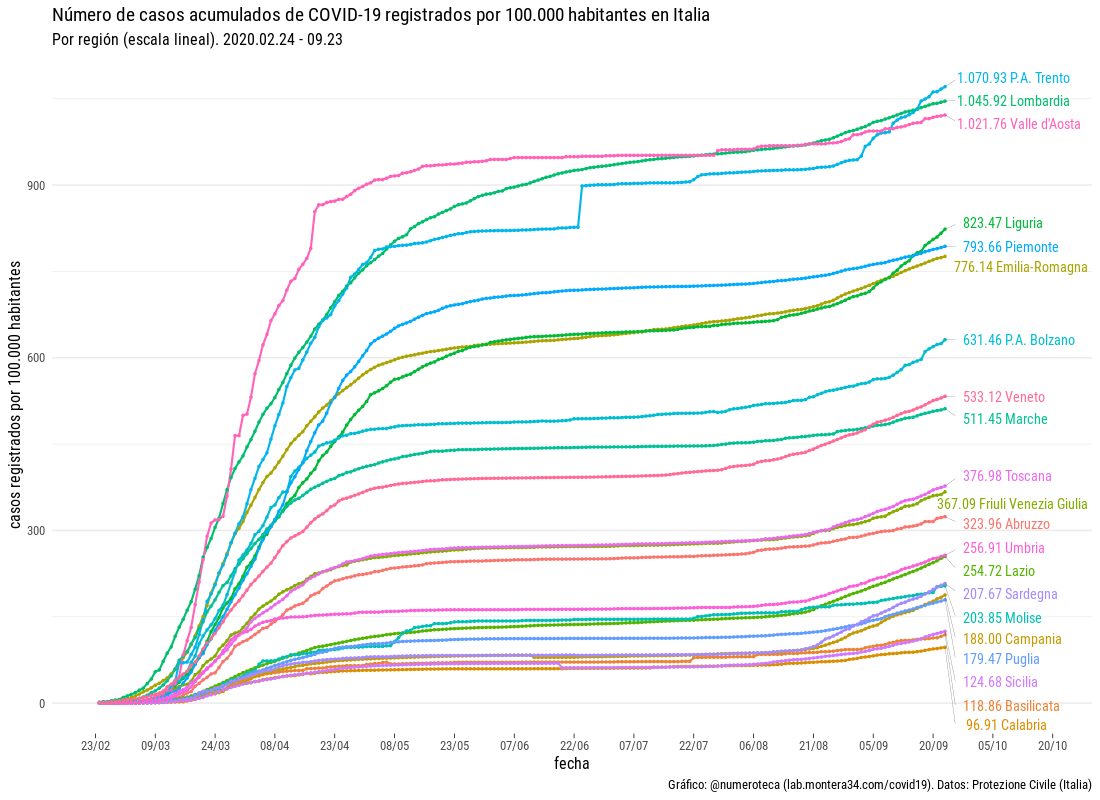 Número de casos acumulados de COVID-19 registrados por 100.000 habitantes en Italia
Por región (escala lineal). 2020.02.24 - 09.23
casos registrados por 100.000 habitantes
900
600
300
0
1.070.93 P.A. Trento
1.045.92 Lombardia
1.021.76 Valle d'Aosta
823.47 Liguria
793.66 Piemonte
776.14 Emilia-Romagna
631.46 P.A. Bolzano
533.12 Veneto
511.45 Marche
376.98 Toscana
367.09 Friuli Venezia Giulia
323.96 Abruzzo
256.91 Umbria
254.72 Lazio
207.67 Sardegna
203.85 Molise
188.00 Campania
179.47 Puglia
124.68 Sicilia
118.86 Basilicata
96.91 Calabria
23/02 09/03 24/03 08/04 23/04 08/05 23/05 07/06 22/06 07/07 22/07 06/08 21/08 05/09 20/09 05/10 20/10
fecha
Gráfico: @numeroteca (lab.montera34.com/covid19). Datos: Protezione Civile (Italia)